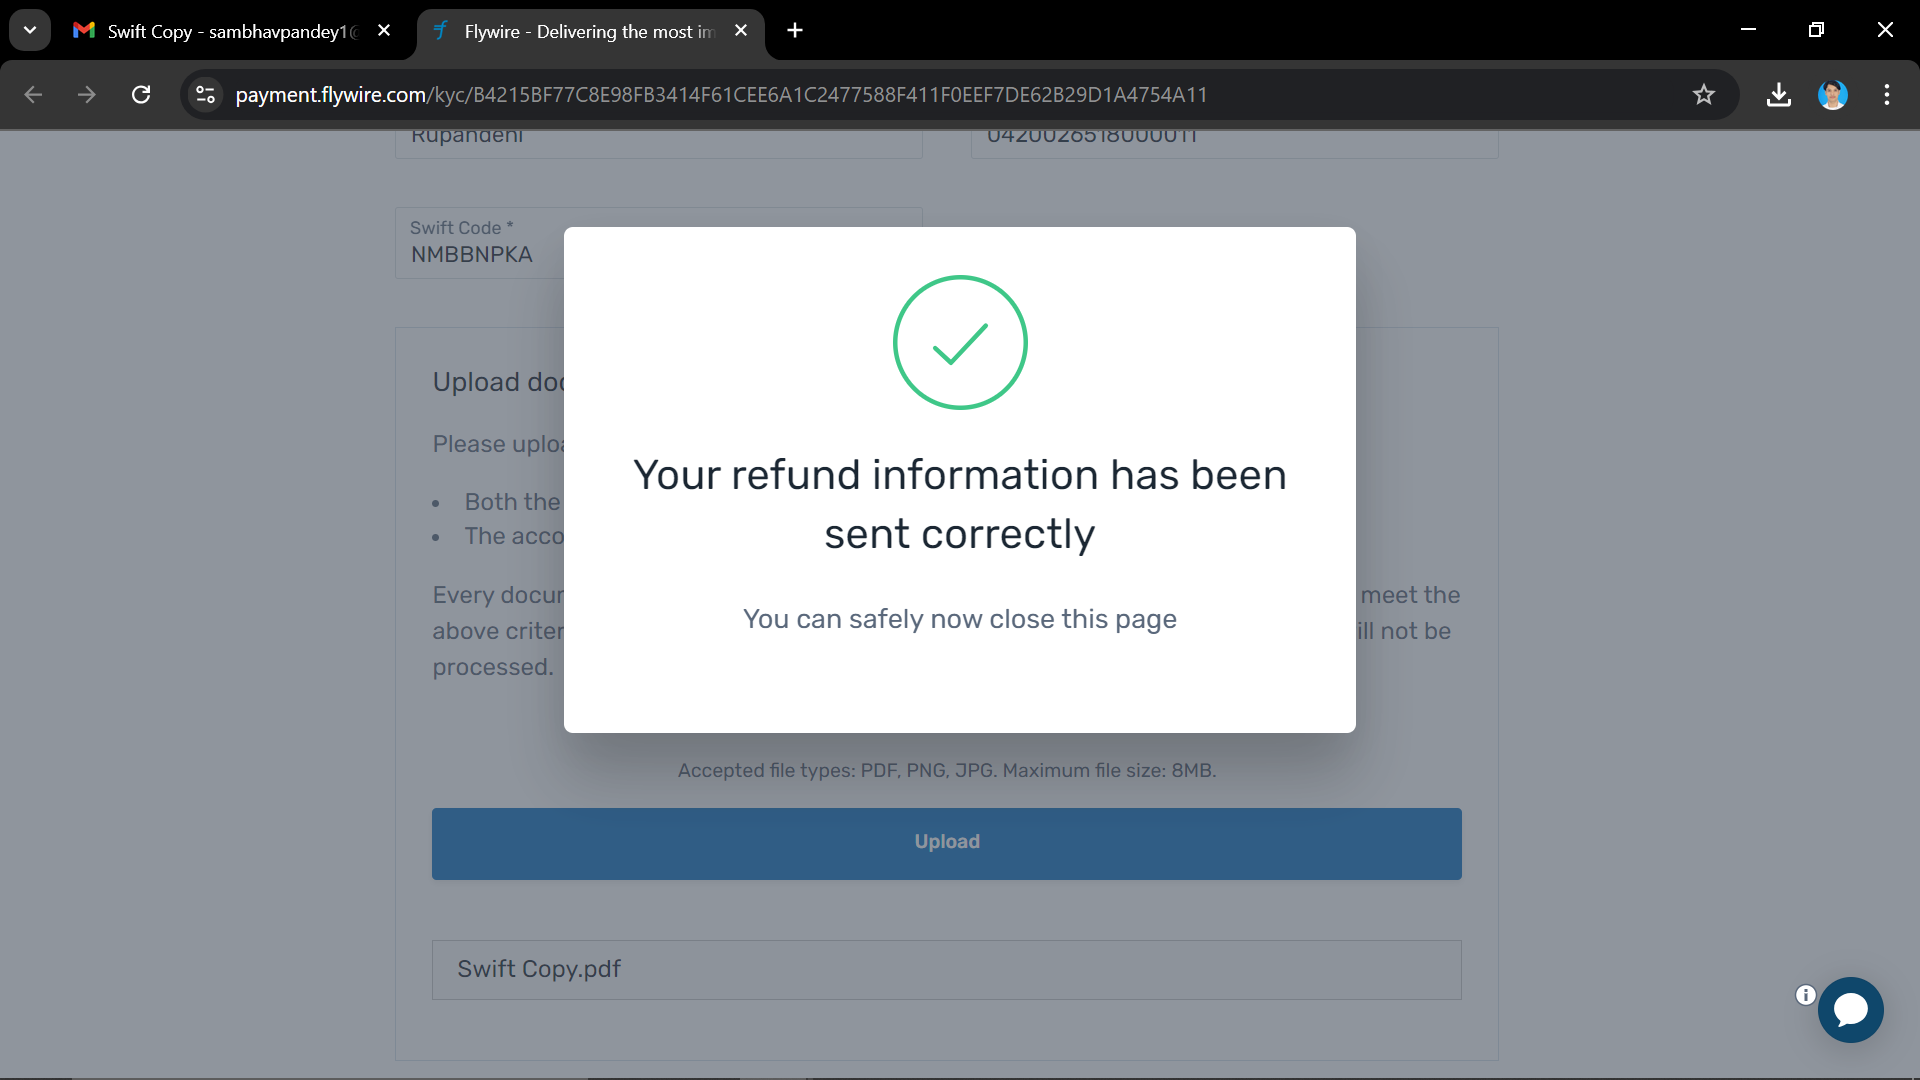 Swift Copy - sambhavpandey1@
Flywire - Delivering the most im
payment.flywire.com/kyc/B4215BF77C8E98FB3414F61CEE6A1C2477588F411F0EEF7DE62B29D1A4754A11
Rupandehi
0420026518000011
Swift Code *
NMBBNPKA
Upload doc
Please uploa
Both the
The acco
Every docum
meet the
above criter
ill not be
processed.
Your refund information has been
sent correctly
You can safely now close this page
Accepted file types: PDF, PNG, JPG. Maximum file size: 8MB.
Upload
Swift Copy.pdf